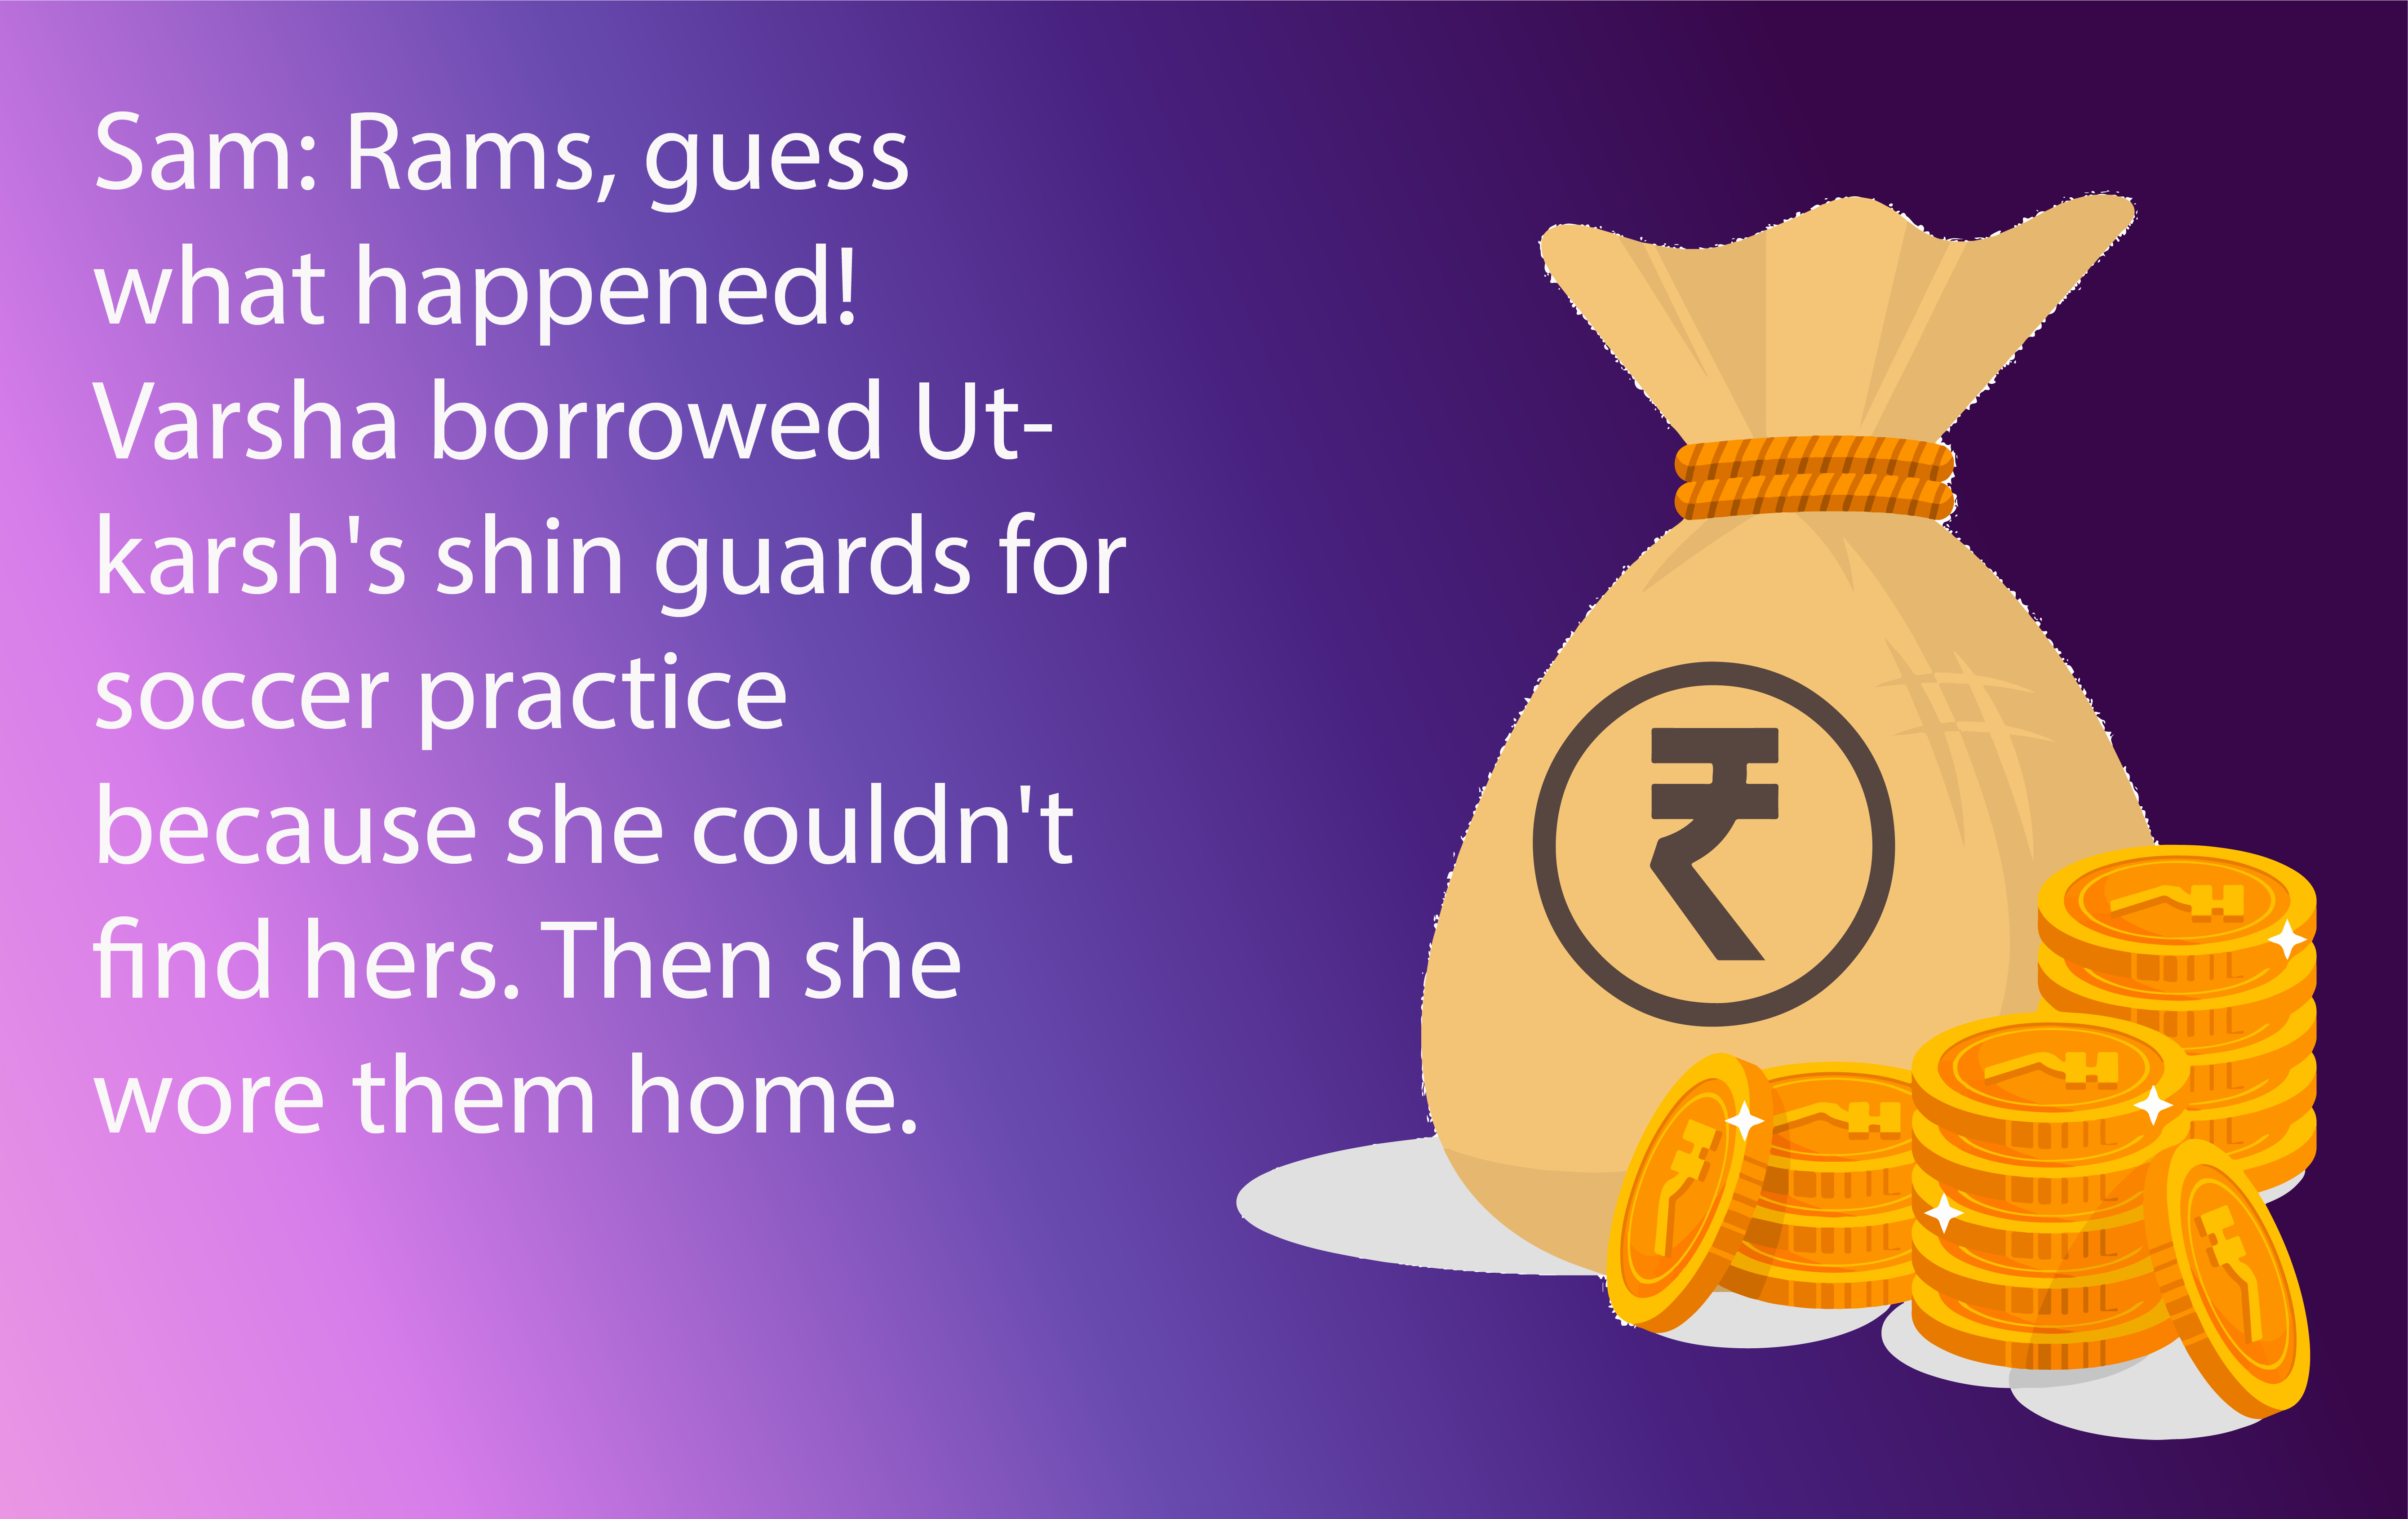 Sam: Rams, guess
what happened!
Varsha borrowed Ut-
karsh's shin guards for
soccer practice
because she couldn't
find hers. Then she
wore them home.
₹